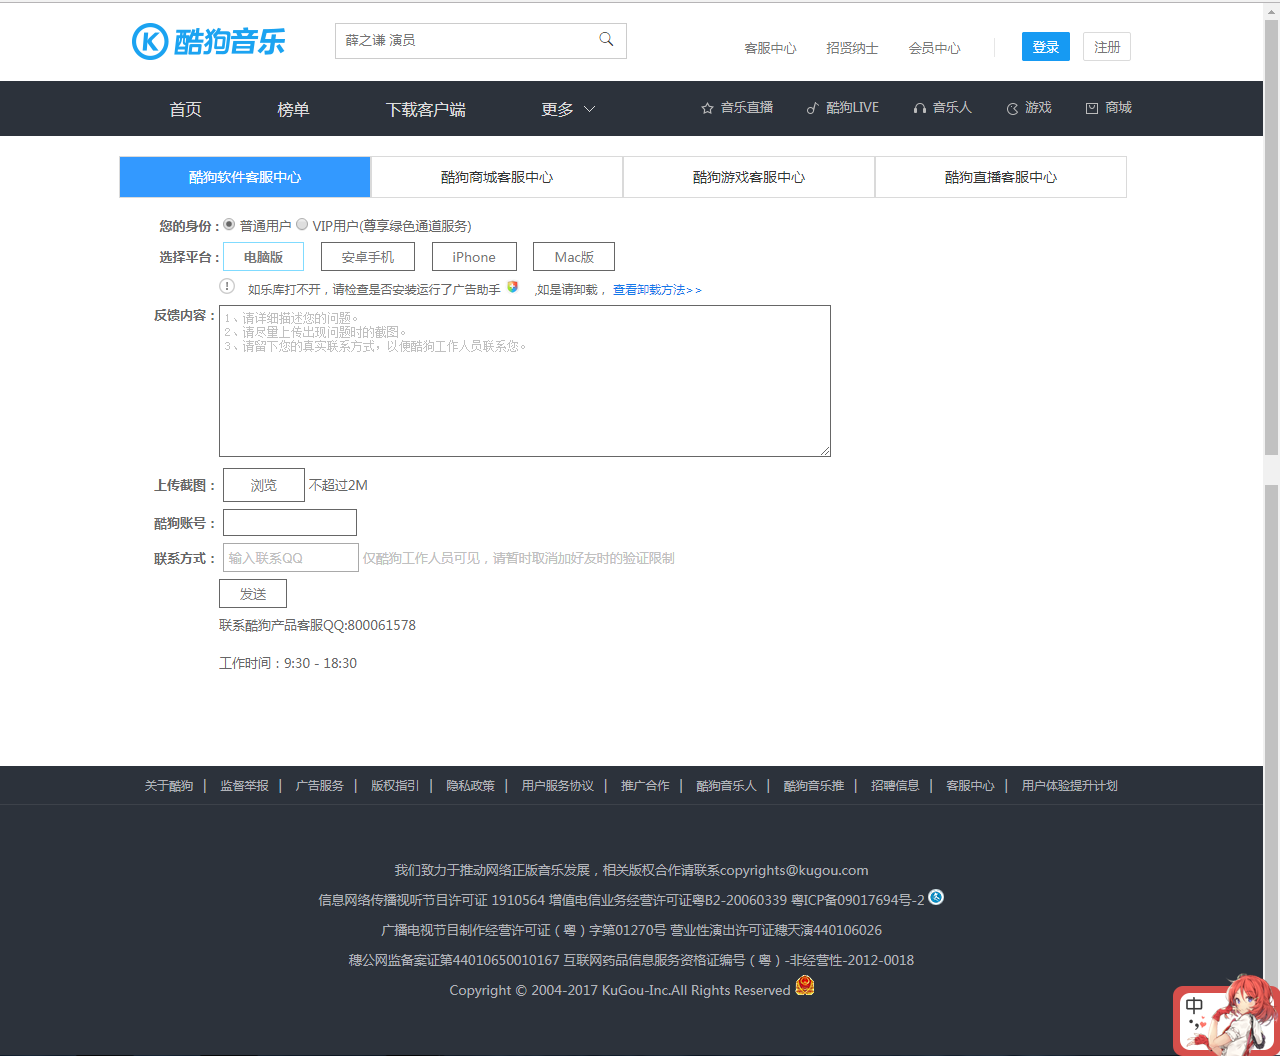 酷狗音乐
薛之谦 演员
客服中心 招贤纳士 会员中心 登录 注册
首页 榜单 下载客户端 更多 音乐直播 酷狗LIVE 音乐人 游戏 商城
酷狗软件客服中心 酷狗商城客服中心 酷狗游戏客服中心 酷狗直播客服中心
您的身份 : 普通用户 VIP用户(尊享绿色通道服务)
选择平台 : 电脑版 安卓手机 iPhone Mac版
如乐库打不开，请检查是否安装运行了广告助手 ,如是请卸载， 查看卸载方法>>
反馈内容：
1、请详细描述您的问题。
2、请尽量上传出现问题时的截图。
3、请留下您的真实联系方式，以便酷狗工作人员联系您。
上传截图： 浏览 不超过2M
酷狗账号：
联系方式： 输入联系QQ 仅酷狗工作人员可见，请暂时取消加好友时的验证限制
发送
联系酷狗产品客服QQ:800061578
工作时间：9:30 - 18:30
关于酷狗 | 监督举报 | 广告服务 | 版权指引 | 隐私政策 | 用户服务协议 | 推广合作 | 酷狗音乐人 | 酷狗音乐推 | 招聘信息 | 客服中心 | 用户体验提升计划
我们致力于推动网络正版音乐发展，相关版权合作请联系copyrights@kugou.com
信息网络传播视听节目许可证 1910564 增值电信业务经营许可证粤B2-20060339 粤ICP备09017694号-2
广播电视节目制作经营许可证（粤）字第01270号 营业性演出许可证穗天演440106026
穗公网监备案证第44010650010167 互联网药品信息服务资格证编号（粤）-非经营性-2012-0018
Copyright © 2004-2017 KuGou-Inc.All Rights Reserved
中